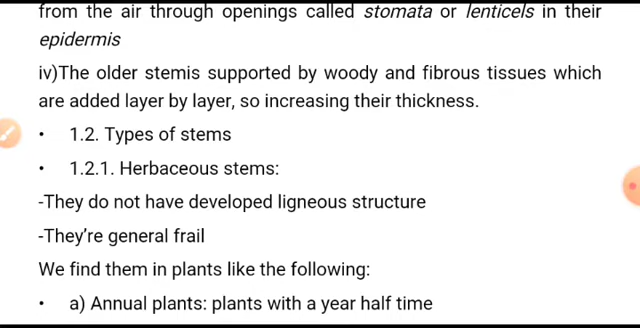 from the air through openings called stomata or lenticels in their
epidermis
iv)The older stemis supported by woody and fibrous tissues which
are added layer by layer, so increasing their thickness.
• 1.2. Types of stems
• 1.2.1. Herbaceous stems:
-They do not have developed ligneous structure
-They’re general frail
We find them in plants like the following:
• a) Annual plants: plants with a year half time